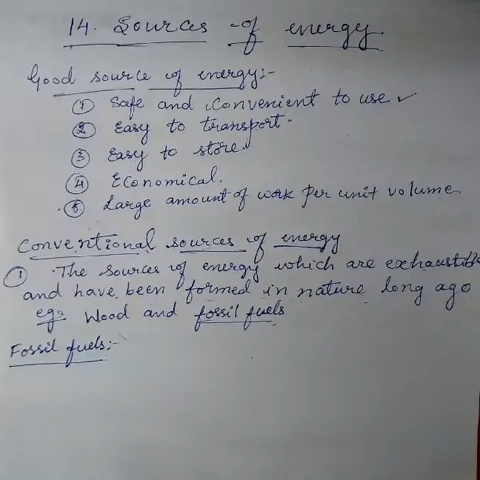 14. Sources of energy
Good source of energy:-
① Safe and Convenient to use ✓
② Easy to transport.
③ Easy to store
④ Economical.
⑤ Large amount of work per unit volume
Conventional sources of energy
① The sources of energy which are exhaustible
and have been formed in nature long ago
eg: Wood and fossil fuels
Fossil fuels:-